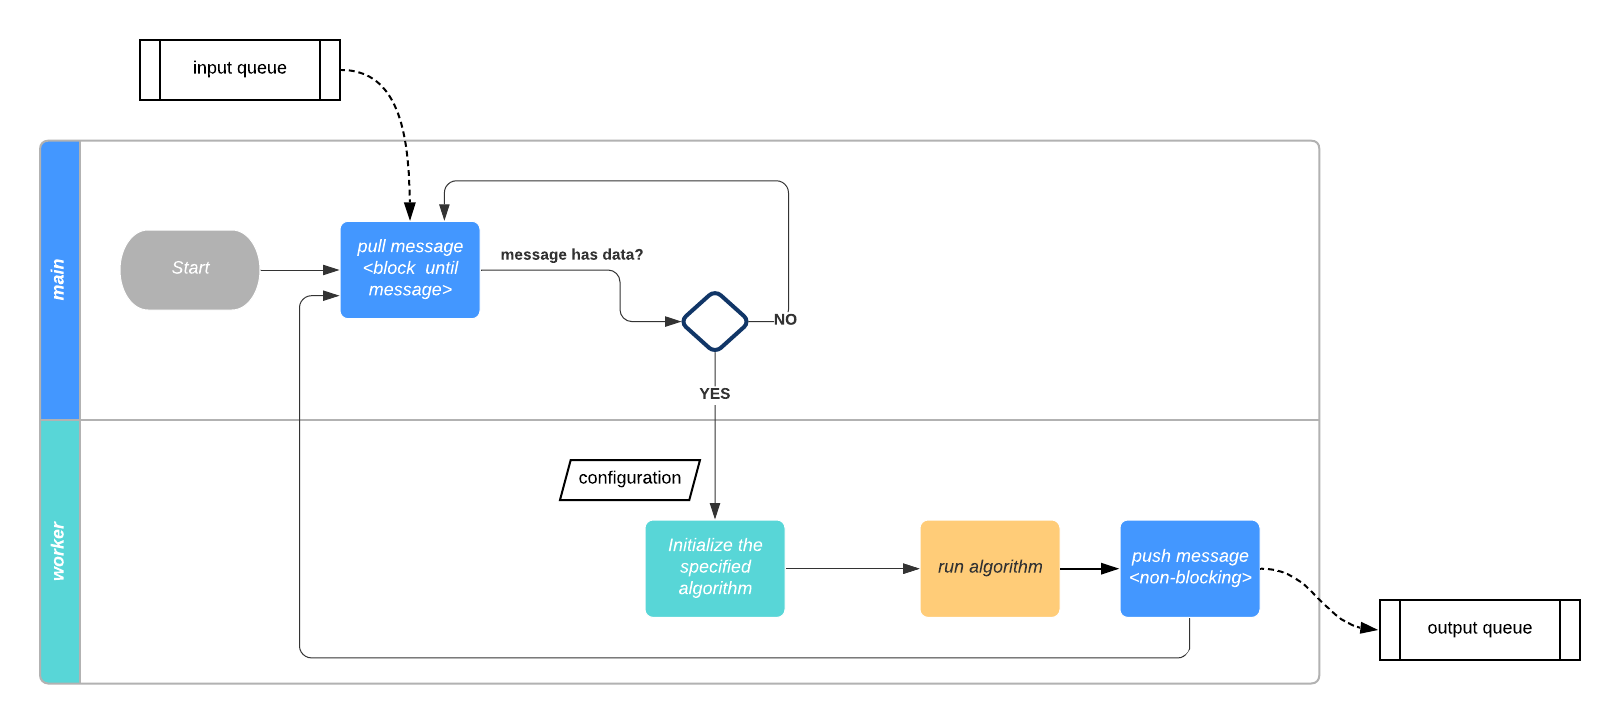 input queue
main
Start
pull message
<block until
message>
message has data?
NO
YES
worker
configuration
Initialize the
specified
algorithm
run algorithm
push message
<non-blocking>
output queue